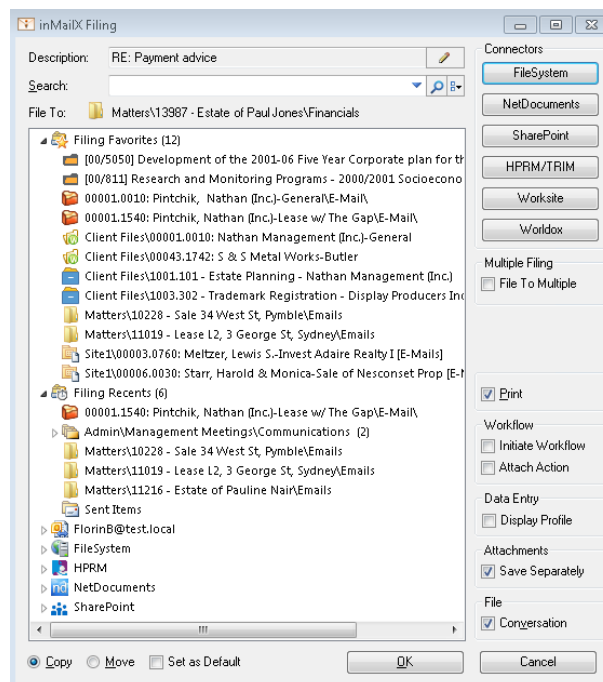 inMailX Filing
Description: RE: Payment advice
Search:
File To: Matters\13987 - Estate of Paul Jones\Financials
Filing Favorites (12)
[00/5050] Development of the 2001-06 Five Year Corporate plan for th
[00/811] Research and Monitoring Programs - 2000/2001 Socioecono
00001.0010: Pintchik, Nathan (Inc.)-General\E-Mail\
00001.1540: Pintchik, Nathan (Inc.)-Lease w/ The Gap\E-Mail\
Client Files\00001.0010: Nathan Management (Inc.)-General
Client Files\00043.1742: S & S Metal Works-Butler
Client Files\1001.101 - Estate Planning - Nathan Management (Inc.)
Client Files\1003.302 - Trademark Registration - Display Producers Inc
Matters\10228 - Sale 34 West St, Pymble\Emails
Matters\11019 - Lease L2, 3 George St, Sydney\Emails
Site1\00003.0760: Meltzer, Lewis S.-Invest Adaire Realty I [E-Mails]
Site1\00006.0030: Starr, Harold & Monica-Sale of Nesconset Prop [E-M
Filing Recents (6)
00001.1540: Pintchik, Nathan (Inc.)-Lease w/ The Gap\E-Mail\
Admin\Management Meetings\Communications (2)
Matters\10228 - Sale 34 West St, Pymble\Emails
Matters\11019 - Lease L2, 3 George St, Sydney\Emails
Matters\11216 - Estate of Pauline Nair\Emails
Sent Items
FlorinB@test.local
FileSystem
HPRM
nd NetDocuments
SharePoint
Copy Move Set as Default OK
Connectors
FileSystem
NetDocuments
SharePoint
HPRM/TRIM
Worksite
Worldox
Multiple Filing
File To Multiple
Print
Workflow
Initiate Workflow
Attach Action
Data Entry
Display Profile
Attachments
Save Separately
File
Conversation
Cancel